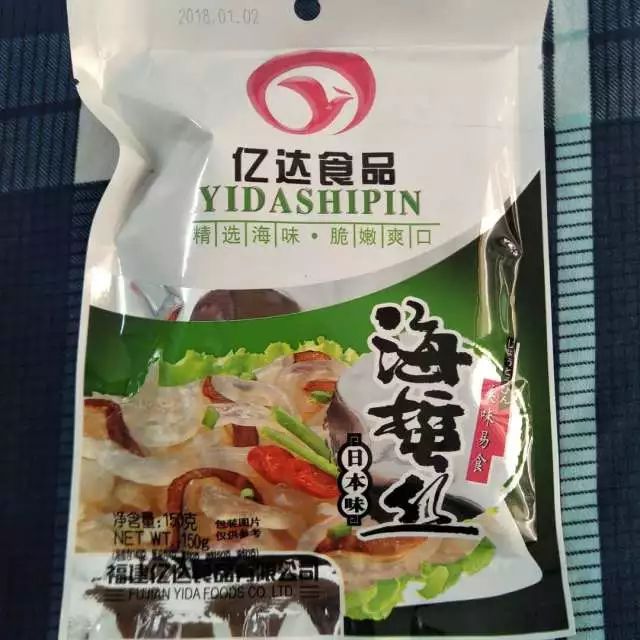 2018.01.02
亿达食品
YIDASHIPIN
精选海味·脆嫩爽口
海蜇丝
日本味
美味易食
净含量:150克
NET WT 150g
包装图片
仅供参考
福建亿达食品有限公司
FUJIAN YIDA FOODS CO. LTD.